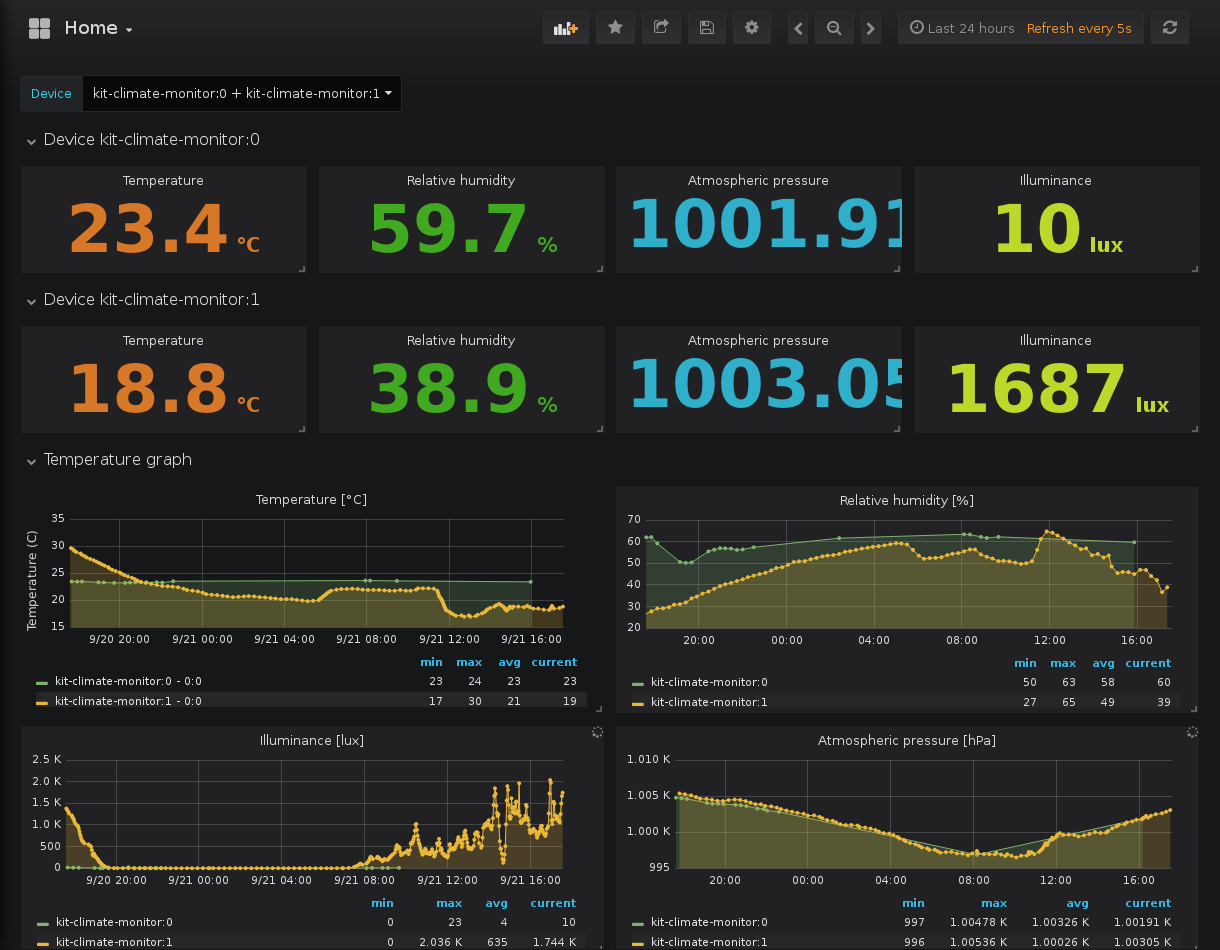 Home
Last 24 hours Refresh every 5s
Device kit-climate-monitor:0 + kit-climate-monitor:1
Device kit-climate-monitor:0
Temperature Relative humidity Atmospheric pressure Illuminance
23.4 °C 59.7 % 1001.91 10 lux
Device kit-climate-monitor:1
Temperature Relative humidity Atmospheric pressure Illuminance
18.8 °C 38.9 % 1003.05 1687 lux
Temperature graph
Temperature [°C]
Temperature (C)
35
30
25
20
15
9/20 20:00 9/21 00:00 9/21 04:00 9/21 08:00 9/21 12:00 9/21 16:00
min max avg current
kit-climate-monitor:0 - 0:0 23 24 23 23
kit-climate-monitor:1 - 0:0 17 30 21 19
Relative humidity [%]
70
60
50
40
30
20
20:00 00:00 04:00 08:00 12:00 16:00
min max avg current
kit-climate-monitor:0 50 63 58 60
kit-climate-monitor:1 27 65 49 39
Illuminance [lux]
2.5 K
2.0 K
1.5 K
1.0 K
500
0
9/20 20:00 9/21 00:00 9/21 04:00 9/21 08:00 9/21 12:00 9/21 16:00
min max avg current
kit-climate-monitor:0 0 23 4 10
kit-climate-monitor:1 0 2.036 K 635 1.744 K
Atmospheric pressure [hPa]
1.010 K
1.005 K
1.000 K
995
20:00 00:00 04:00 08:00 12:00 16:00
min max avg current
kit-climate-monitor:0 997 1.00478 K 1.00326 K 1.00191 K
kit-climate-monitor:1 996 1.00536 K 1.00026 K 1.00305 K